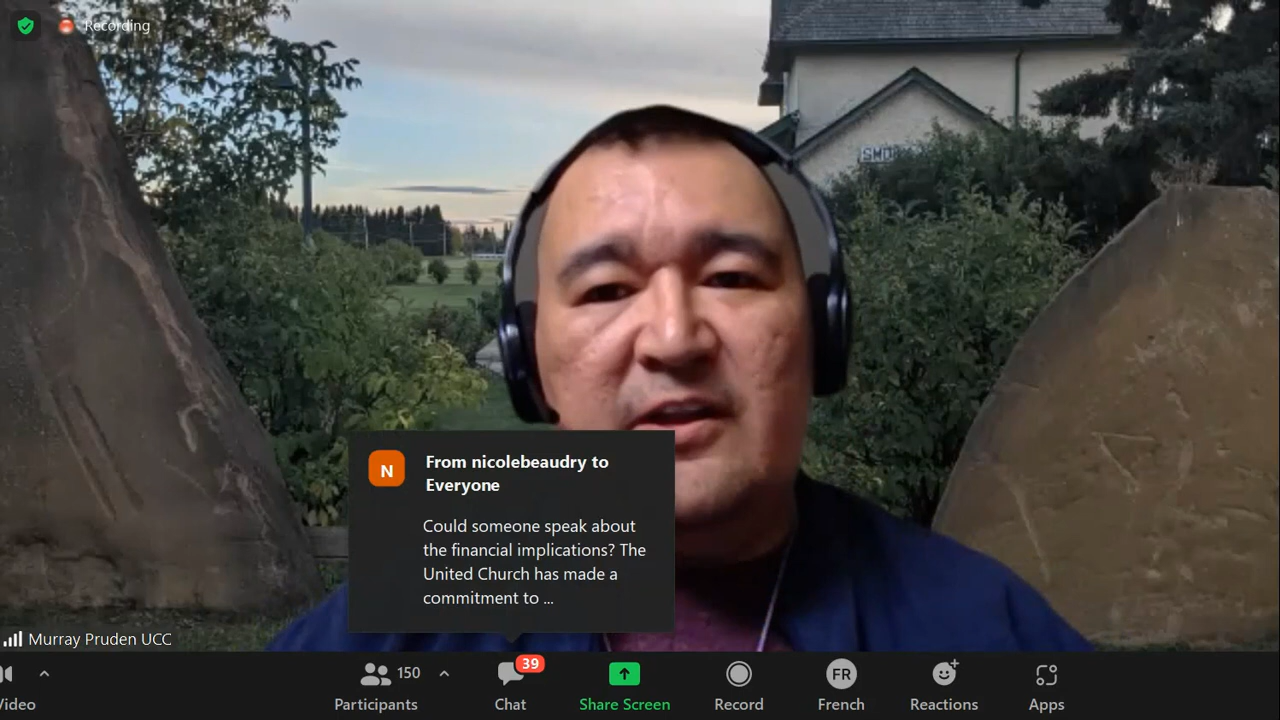 Recording
SMO
From nicolebeaudry to
Everyone
N
Could someone speak about
the financial implications? The
United Church has made a
commitment to ...
Murray Pruden UCC
Video
Participants
150
Chat
39
Share Screen
Record
FR
French
Reactions
Apps